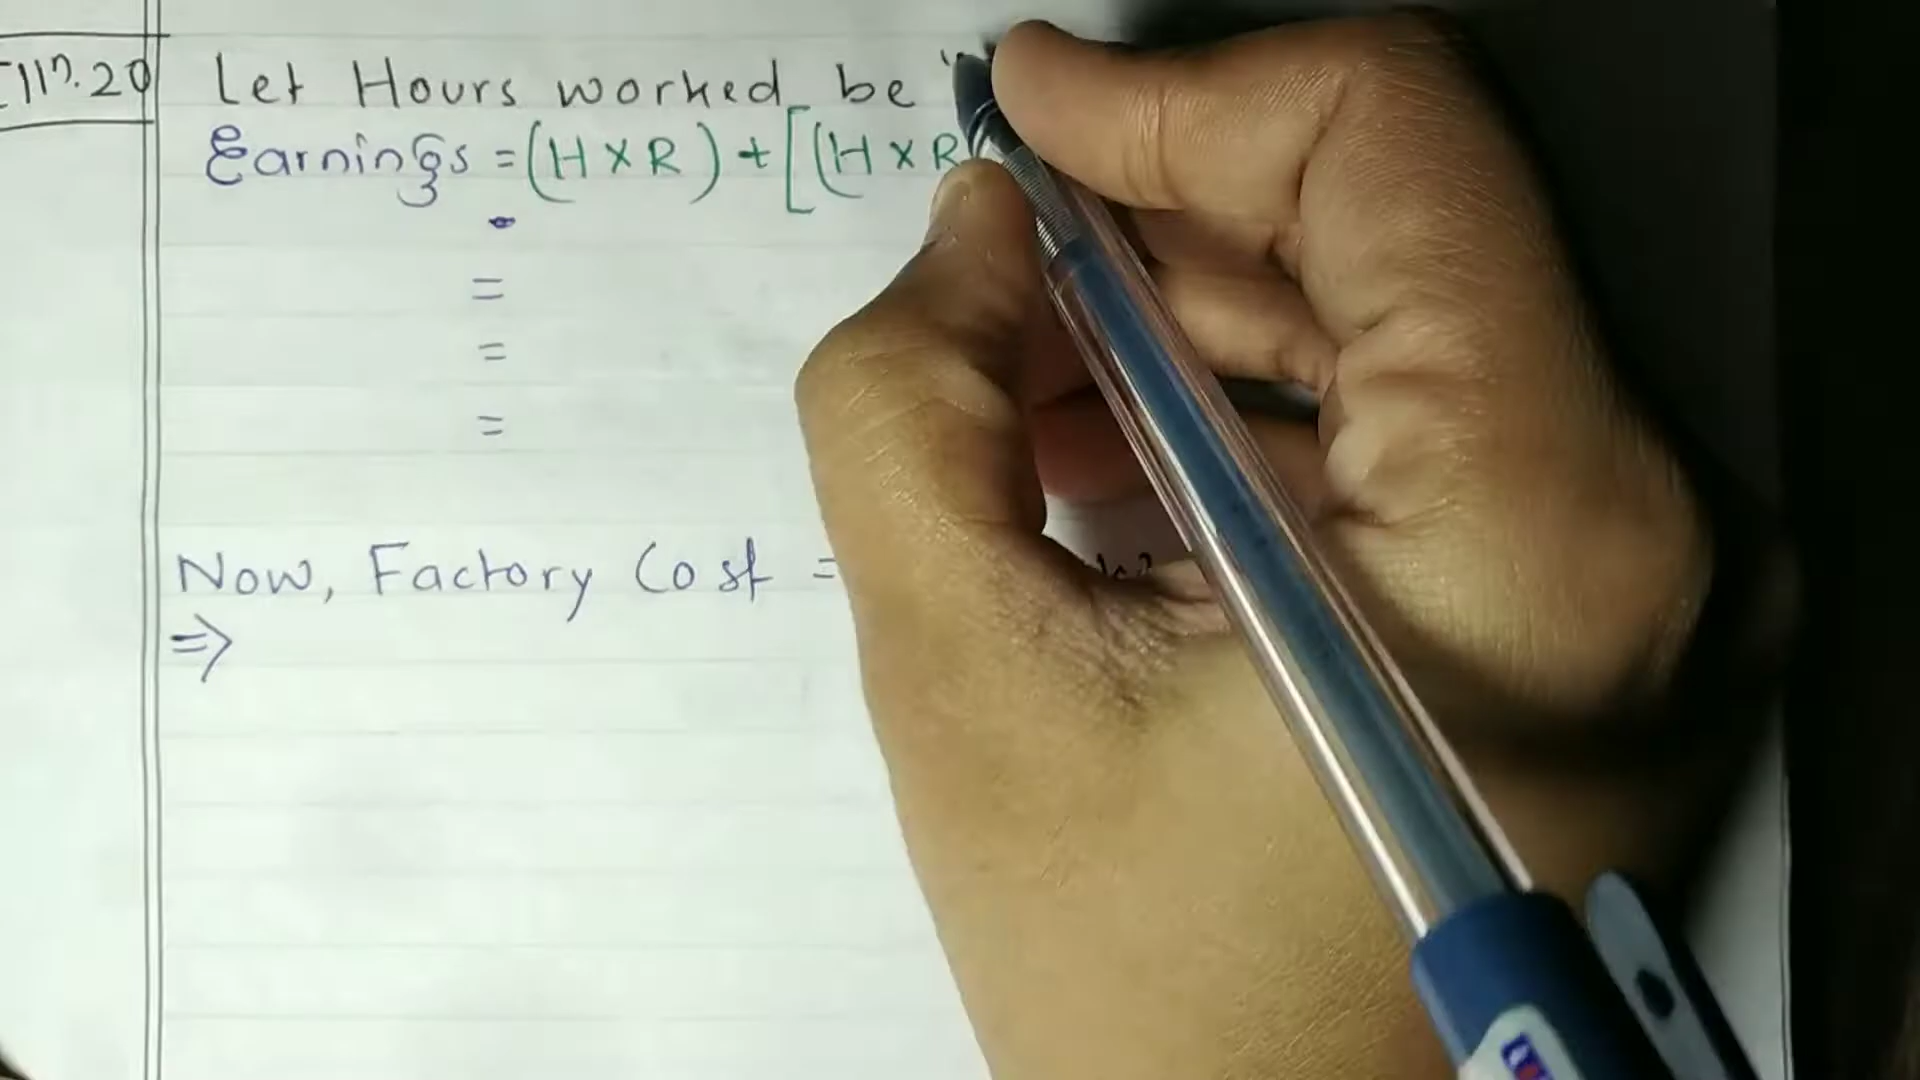 Illⁿ.20
Let Hours worked be "
Earnings = (H × R) + [(H × R
=
=
=
Now, Factory Cost =
⇒